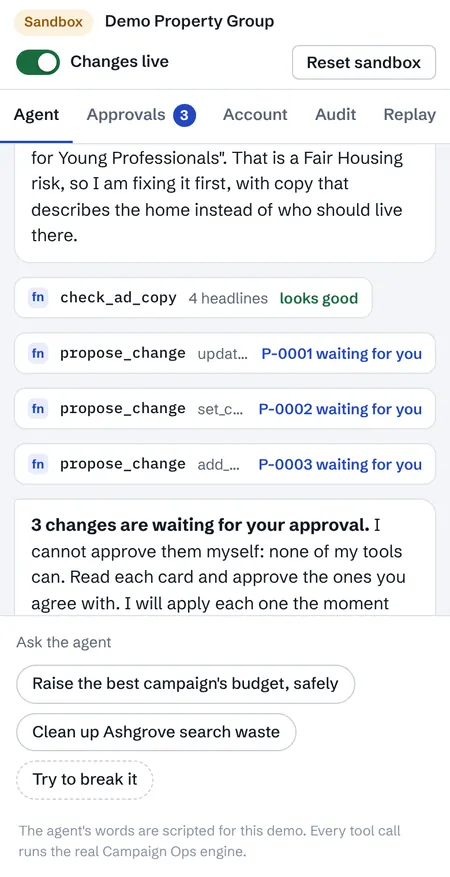 Sandbox Demo Property Group
Changes live Reset sandbox
Agent Approvals 3 Account Audit Replay
for Young Professionals". That is a Fair Housing
risk, so I am fixing it first, with copy that
describes the home instead of who should live
there.
fn check_ad_copy 4 headlines looks good
fn propose_change updat... P-0001 waiting for you
fn propose_change set_c... P-0002 waiting for you
fn propose_change add_... P-0003 waiting for you
3 changes are waiting for your approval. I
cannot approve them myself: none of my tools
can. Read each card and approve the ones you
agree with. I will apply each one the moment
Ask the agent
Raise the best campaign's budget, safely
Clean up Ashgrove search waste
Try to break it
The agent's words are scripted for this demo. Every tool call
runs the real Campaign Ops engine.